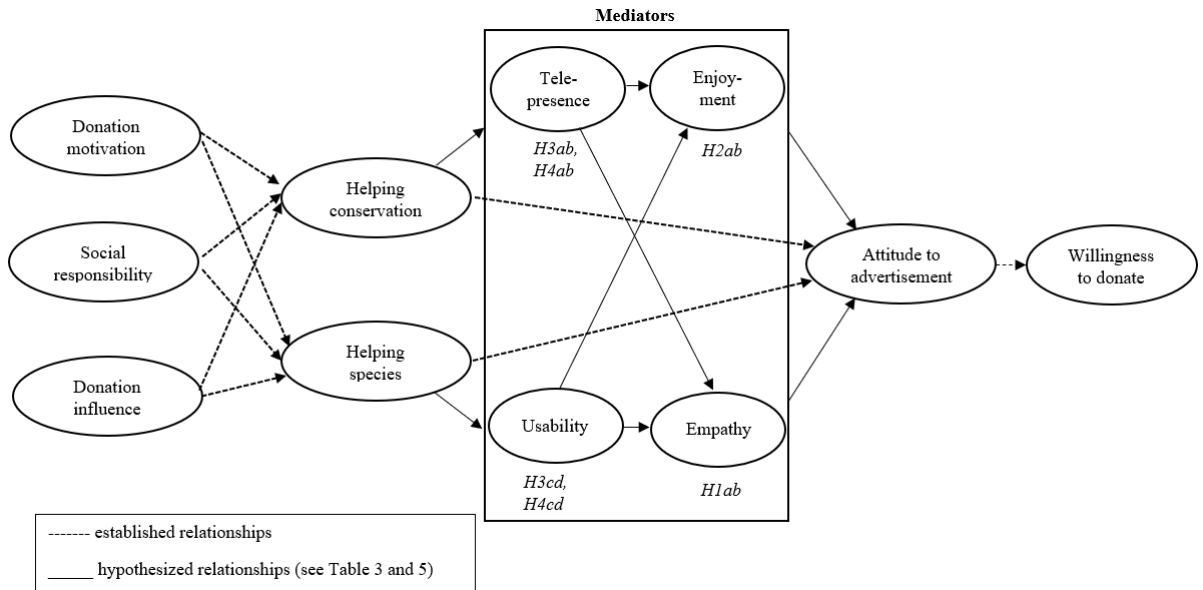 Mediators
Tele-
presence
Enjoy-
ment
H3ab,
H4ab
H2ab
Donation
motivation
Helping
conservation
Social
responsibility
Attitude to
advertisement
Willingness
to donate
Donation
influence
Helping
species
Usability
Empathy
H3cd,
H4cd
H1ab
------- established relationships
_____ hypothesized relationships (see Table 3 and 5)